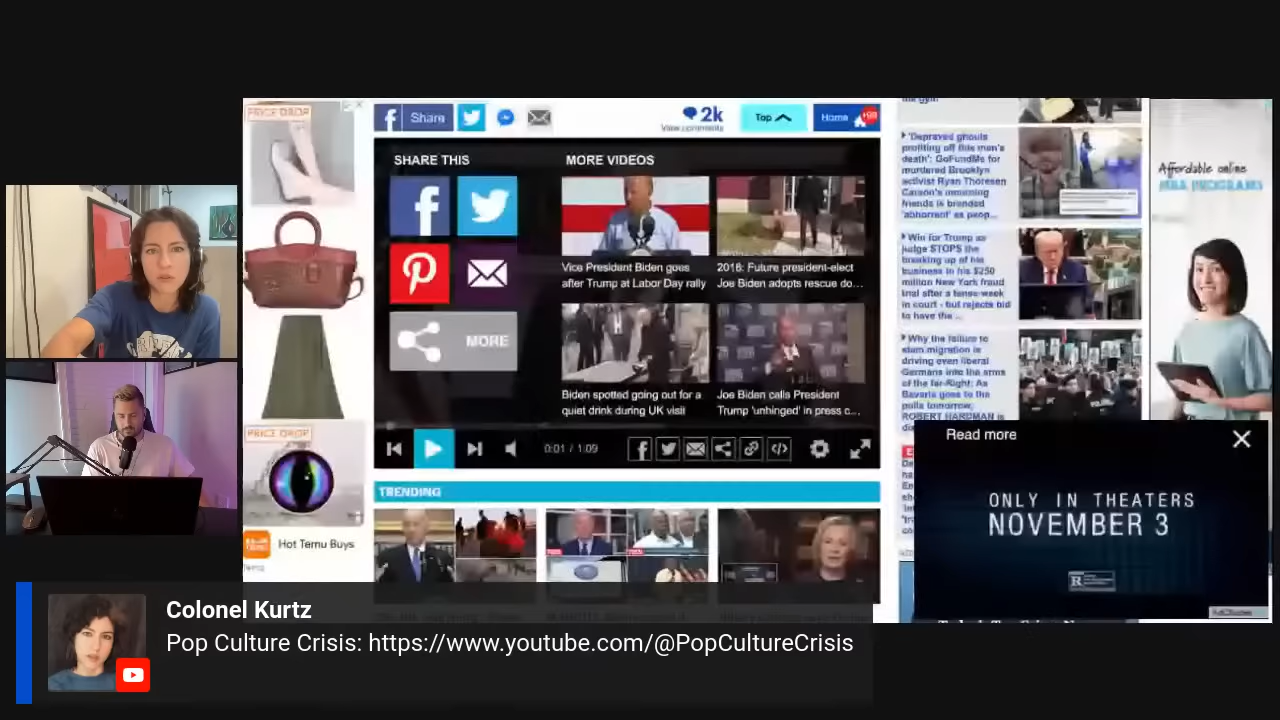 PRICE DROP
Share
2k
View comments
Top
Home
SHARE THIS
MORE VIDEOS
MORE
Vice President Biden goes
after Trump at Labor Day rally
2016: Future president-elect
Joe Biden adopts rescue do...
Biden spotted going out for a
quiet drink during UK visit
Joe Biden calls President
Trump 'unhinged' in press c...
0:01 / 1:09
TRENDING
PRICE DROP
Hot Temu Buys
Temu
'Depraved ghouls
profiting off this man's
death': GoFundMe for
murdered Brooklyn
activist Ryan Thoresen
Carson's mourning
friends is branded
'abhorrent' as peop...
Win for Trump as
judge STOPS the
breaking up of his
business in his $250
million New York fraud
trial after a tense week
in court - but rejects bid
to have the ...
Why the failure to
stem migration is
driving even liberal
Germans into the arms
of the far-Right: As
Bavaria goes to the
polls tomorrow,
ROBERT HARDMAN is
Affordable online
MBA PROGRAMS
Read more
ONLY IN THEATERS
NOVEMBER 3
R
Colonel Kurtz
Pop Culture Crisis: https://www.youtube.com/@PopCultureCrisis